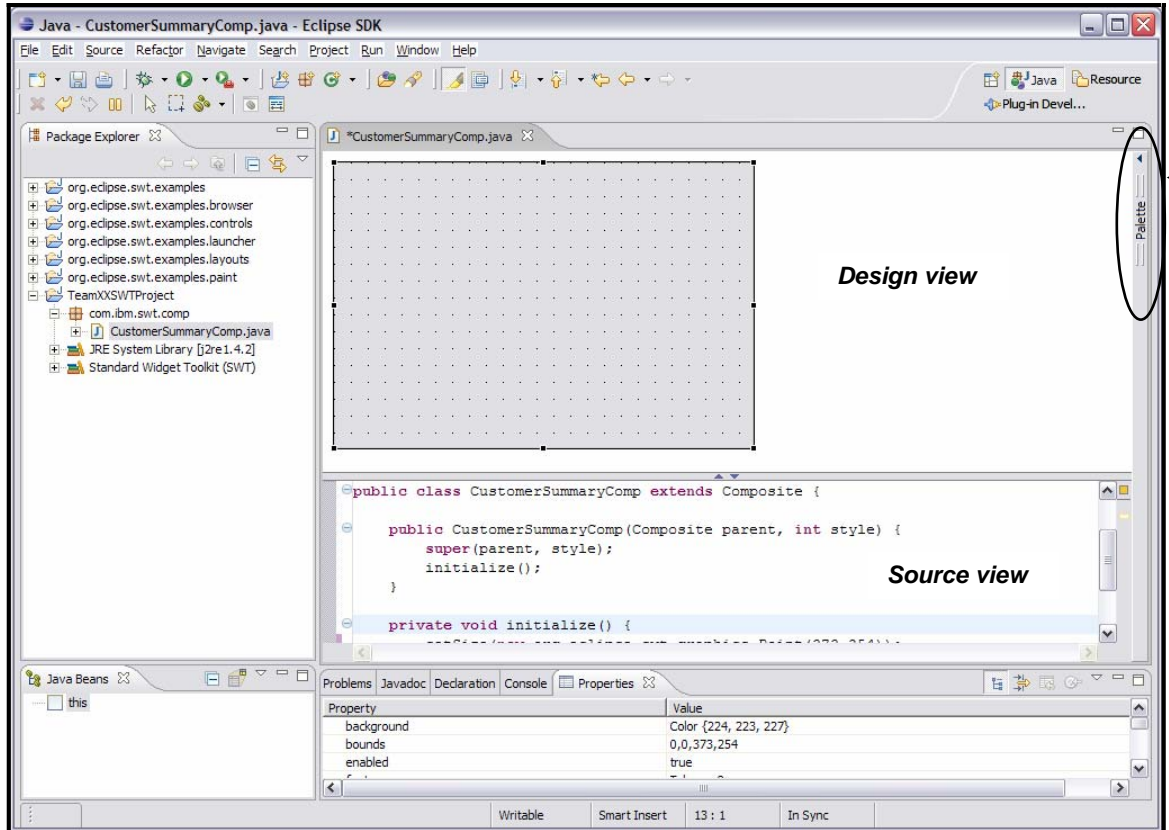 Java - CustomerSummaryComp.java - Eclipse SDK
File Edit Source Refactor Navigate Search Project Run Window Help
Java Resource
Plug-in Devel...
Package Explorer
*CustomerSummaryComp.java
Palette
org.eclipse.swt.examples
org.eclipse.swt.examples.browser
org.eclipse.swt.examples.controls
org.eclipse.swt.examples.launcher
org.eclipse.swt.examples.layouts
org.eclipse.swt.examples.paint
TeamXXSWTProject
com.ibm.swt.comp
CustomerSummaryComp.java
JRE System Library [j2re1.4.2]
Standard Widget Toolkit (SWT)
Design view
public class CustomerSummaryComp extends Composite {
public CustomerSummaryComp(Composite parent, int style) {
super(parent, style);
initialize();
}
Source view
private void initialize() {
Java Beans
this
Problems Javadoc Declaration Console Properties
Property Value
background Color {224, 223, 227}
bounds 0,0,373,254
enabled true
Writable Smart Insert 13 : 1 In Sync